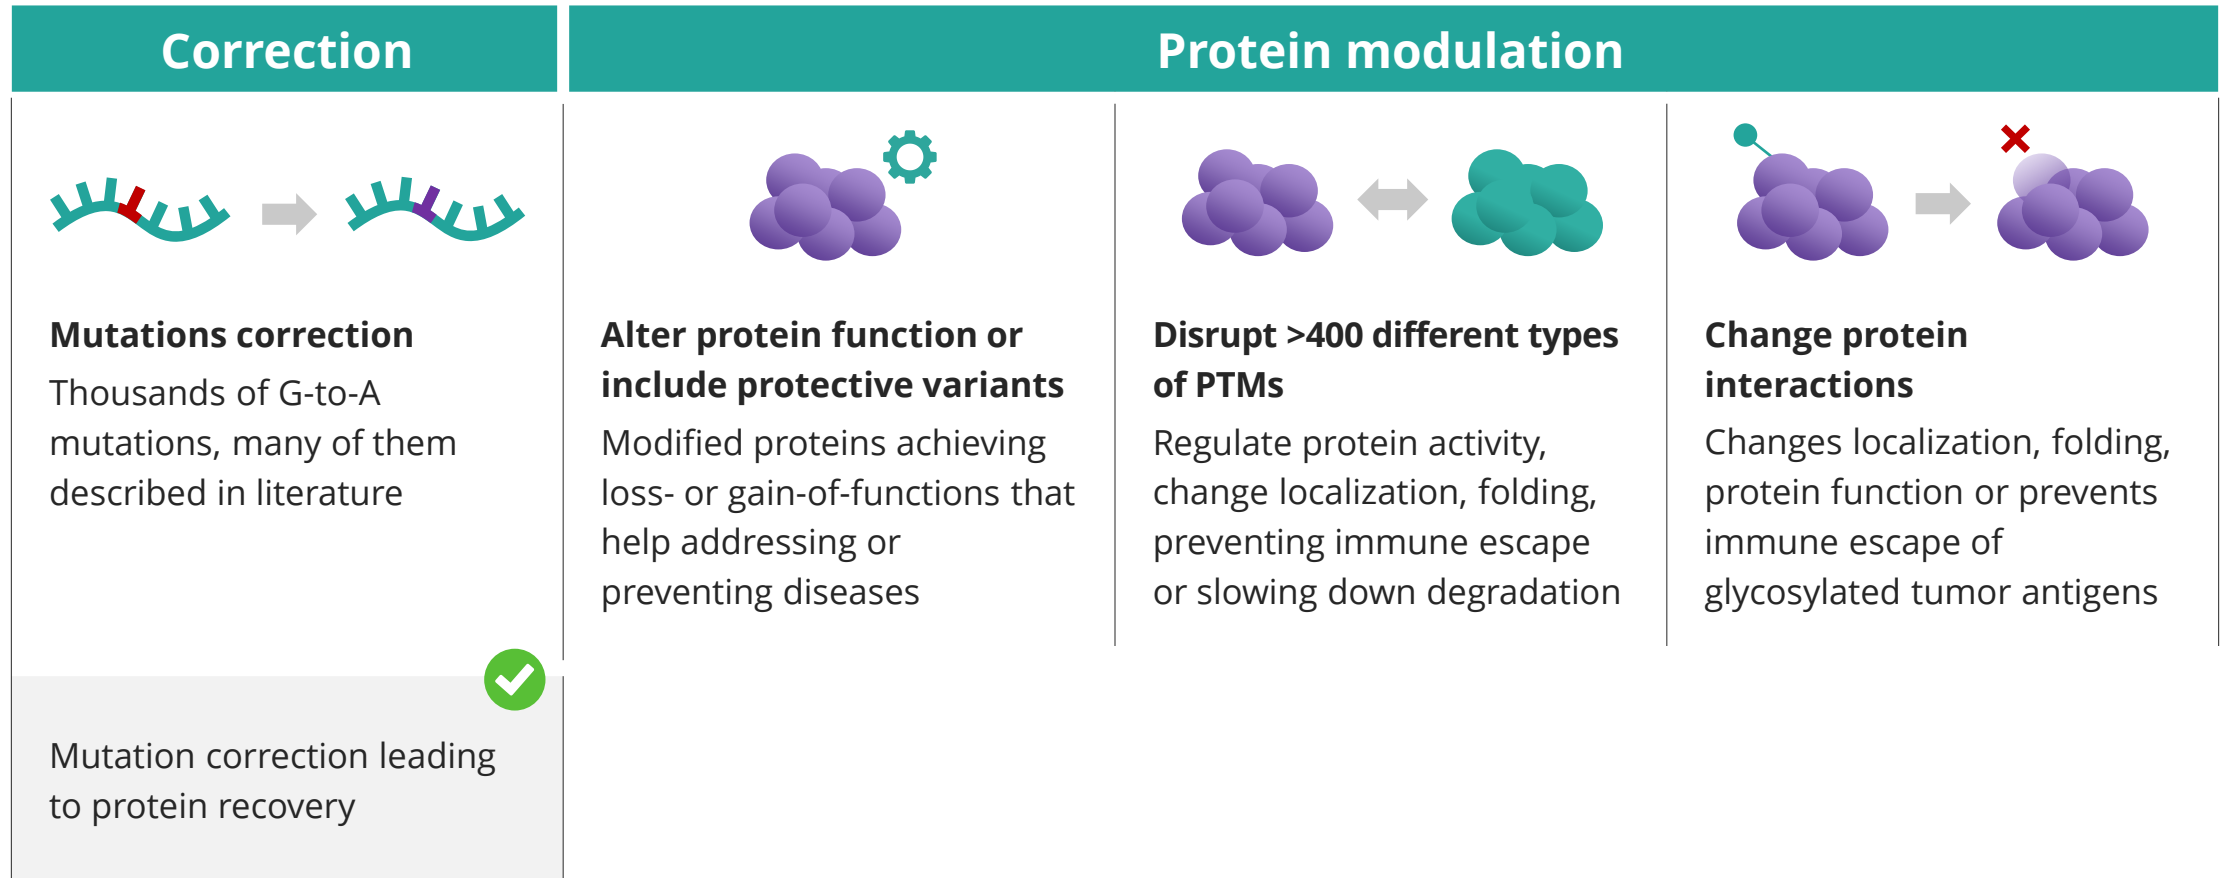 Correction
Protein modulation
Mutations correction
Thousands of G-to-A
mutations, many of them
described in literature
Alter protein function or
include protective variants
Modified proteins achieving
loss- or gain-of-functions that
help addressing or
preventing diseases
Disrupt >400 different types
of PTMs
Regulate protein activity,
change localization, folding,
preventing immune escape
or slowing down degradation
Change protein
interactions
Changes localization, folding,
protein function or prevents
immune escape of
glycosylated tumor antigens
Mutation correction leading
to protein recovery